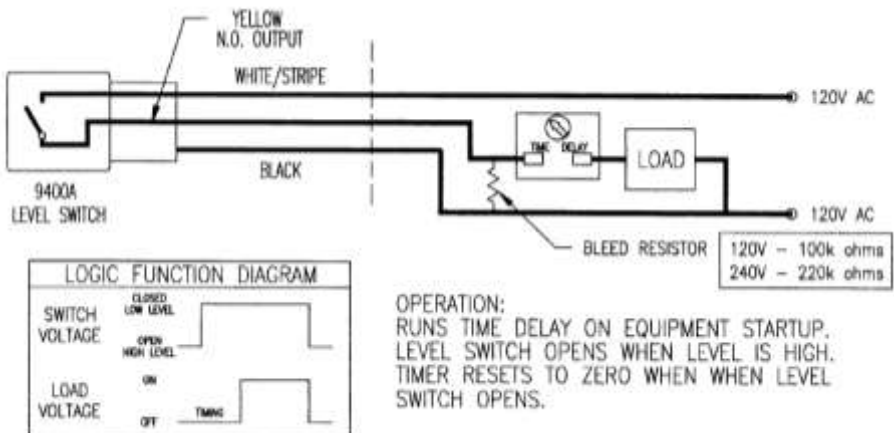 YELLOW
N.O. OUTPUT
WHITE/STRIPE
120V AC
TIME DELAY
LOAD
BLACK
9400A
LEVEL SWITCH
120V AC
BLEED RESISTOR
120V - 100k ohms
240V - 220k ohms
LOGIC FUNCTION DIAGRAM
SWITCH
VOLTAGE
CLOSED
LOW LEVEL
OPEN
HIGH LEVEL
LOAD
VOLTAGE
ON
OFF
TIMING
OPERATION:
RUNS TIME DELAY ON EQUIPMENT STARTUP.
LEVEL SWITCH OPENS WHEN LEVEL IS HIGH.
TIMER RESETS TO ZERO WHEN WHEN LEVEL
SWITCH OPENS.